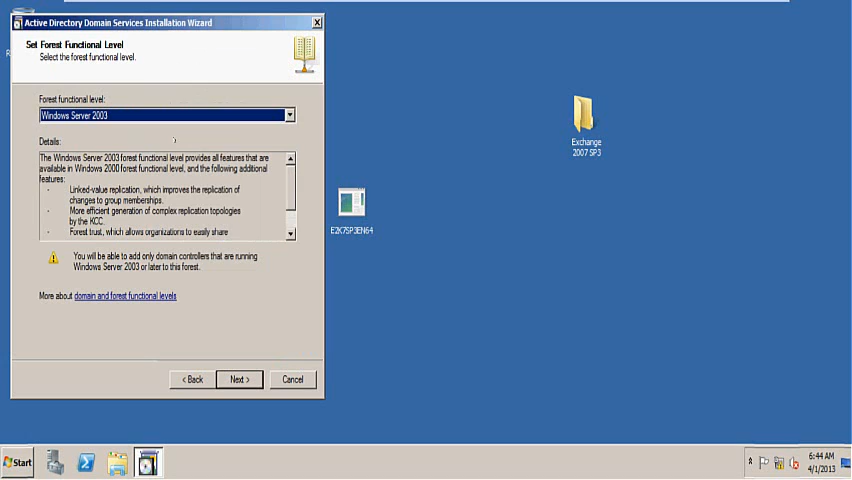 Active Directory Domain Services Installation Wizard
Set Forest Functional Level
Select the forest functional level.
Forest functional level:
Windows Server 2003
Details:
The Windows Server 2003 forest functional level provides all features that are
available in Windows 2000 forest functional level, and the following additional
features:
- Linked-value replication, which improves the replication of
changes to group memberships.
- More efficient generation of complex replication topologies
by the KCC.
- Forest trust, which allows organizations to easily share
You will be able to add only domain controllers that are running
Windows Server 2003 or later to this forest.
More about domain and forest functional levels
< Back
Next >
Cancel
Exchange
2007 SP3
E2K7SP3EN64
Start
6:44 AM
4/1/2013